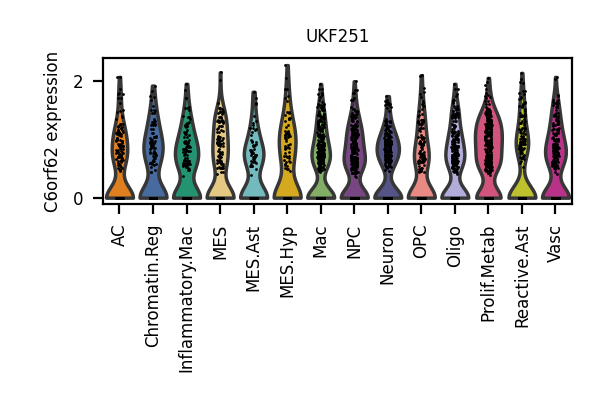 UKF251
C6orf62 expression
2
0
AC
Chromatin.Reg
Inflammatory.Mac
MES
MES.Ast
MES.Hyp
Mac
NPC
Neuron
OPC
Oligo
Prolif.Metab
Reactive.Ast
Vasc